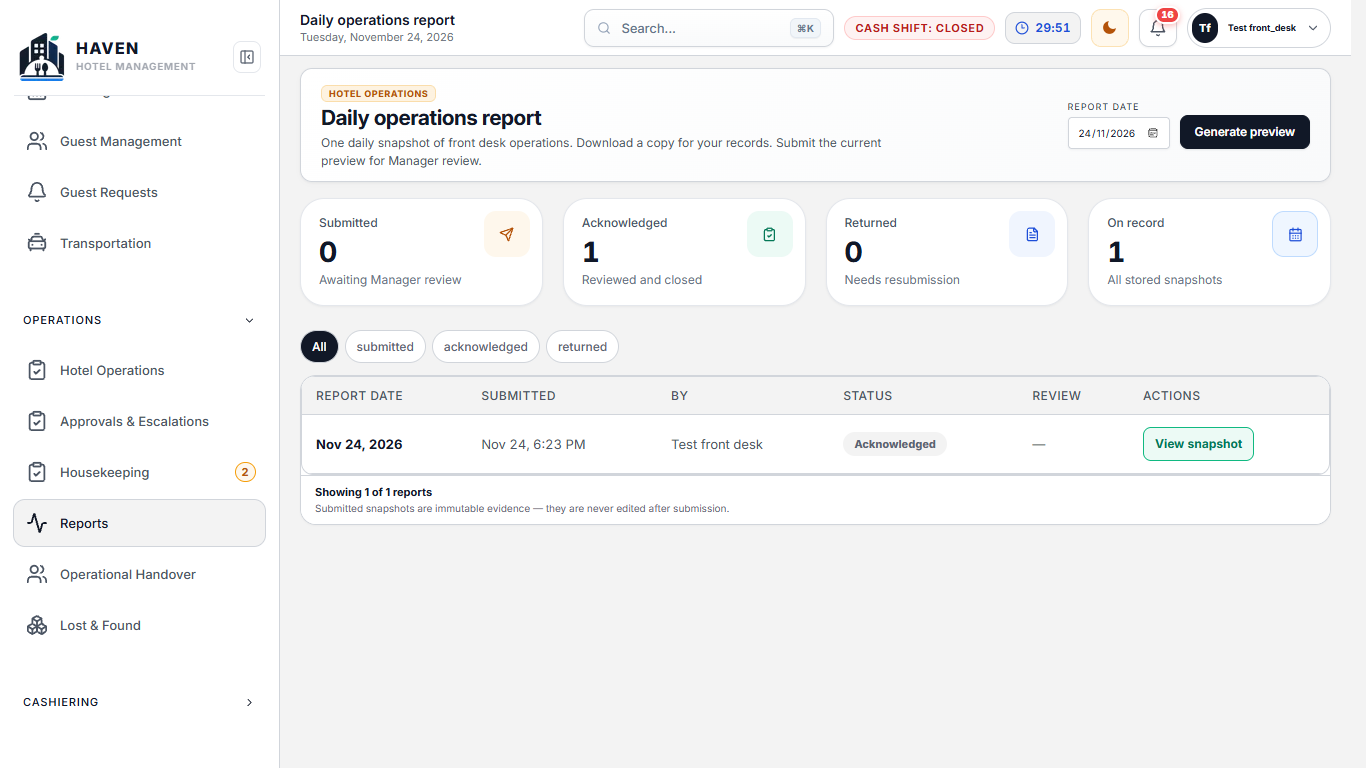 HAVEN
HOTEL MANAGEMENT
Guest Management
Guest Requests
Transportation
OPERATIONS
Hotel Operations
Approvals & Escalations
Housekeeping 2
Reports
Operational Handover
Lost & Found
CASHIERING
Daily operations report
Tuesday, November 24, 2026
Search... ⌘K
CASH SHIFT: CLOSED
29:51
16
Tf Test front_desk
HOTEL OPERATIONS
Daily operations report
One daily snapshot of front desk operations. Download a copy for your records. Submit the current
preview for Manager review.
REPORT DATE
24/11/2026
Generate preview
Submitted
0
Awaiting Manager review
Acknowledged
1
Reviewed and closed
Returned
0
Needs resubmission
On record
1
All stored snapshots
All submitted acknowledged returned
REPORT DATE SUBMITTED BY STATUS REVIEW ACTIONS
Nov 24, 2026 Nov 24, 6:23 PM Test front desk Acknowledged — View snapshot
Showing 1 of 1 reports
Submitted snapshots are immutable evidence — they are never edited after submission.